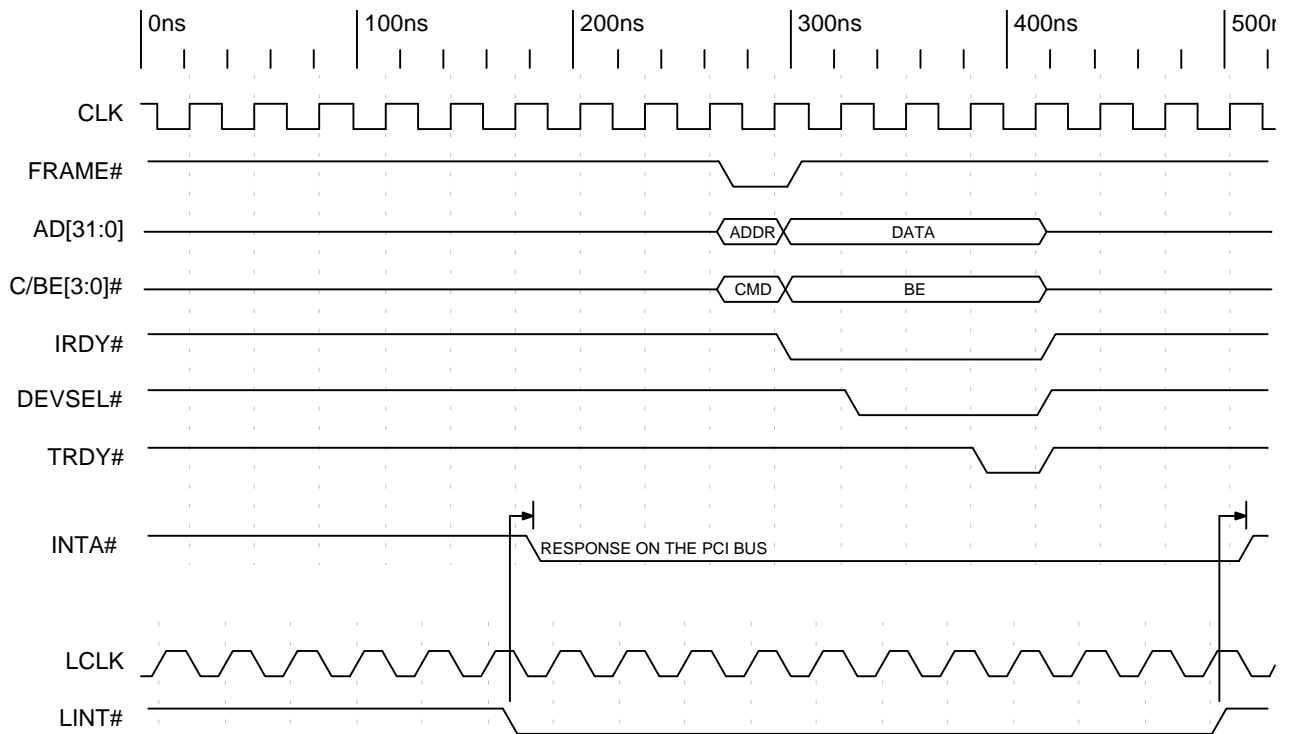 0ns 100ns 200ns 300ns 400ns 500n
CLK
FRAME#
AD[31:0] ADDR DATA
C/BE[3:0]# CMD BE
IRDY#
DEVSEL#
TRDY#
INTA# RESPONSE ON THE PCI BUS
LCLK
LINT#